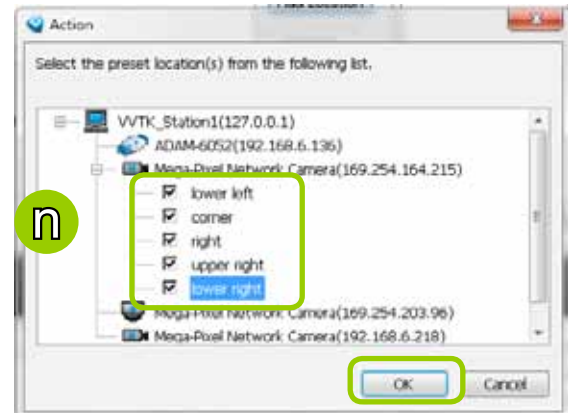 Action
Select the preset location(s) from the following list.
VVTK_Station1(127.0.0.1)
ADAM-6052(192.168.6.136)
Mega-Pixel Network Camera(169.254.164.215)
n
lower left
corner
right
upper right
lower right
Mega-Pixel Network Camera(169.254.203.96)
Mega-Pixel Network Camera(192.168.6.218)
OK
Cancel